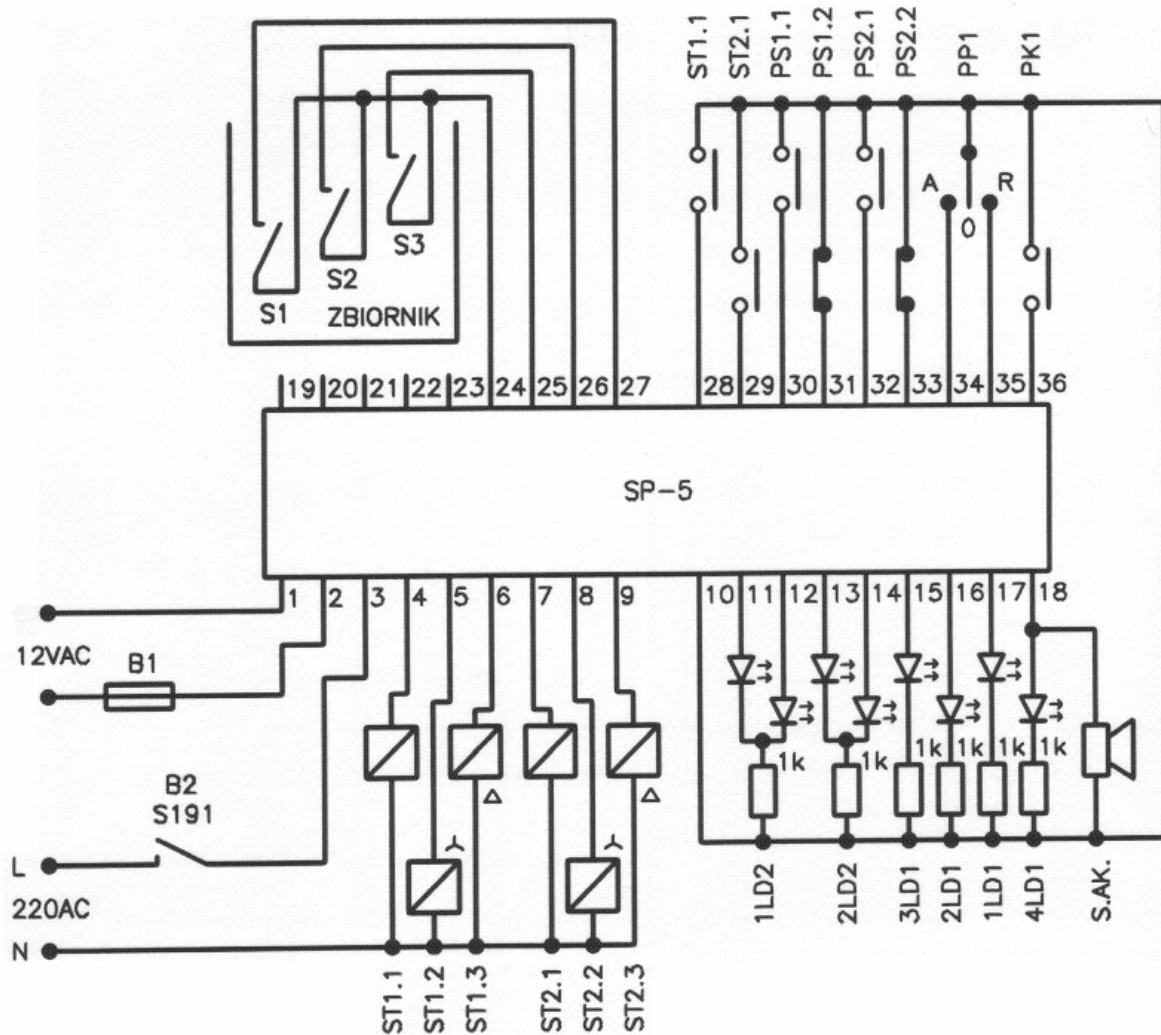 ST1.1
ST2.1
PS1.1
PS1.2
PS2.1
PS2.2
PP1
PK1
A
R
0
S3
S2
S1
ZBIORNIK
19 20 21 22 23 24 25 26 27 28 29 30 31 32 33 34 35 36
SP-5
1 2 3 4 5 6 7 8 9 10 11 12 13 14 15 16 17 18
12VAC
B1
1k 1k 1k 1k 1k 1k
B2
S191
L
220AC
N
ST1.1
ST1.2
ST1.3
ST2.1
ST2.2
ST2.3
1LD2
2LD2
3LD1
2LD1
1LD1
4LD1
S.AK.